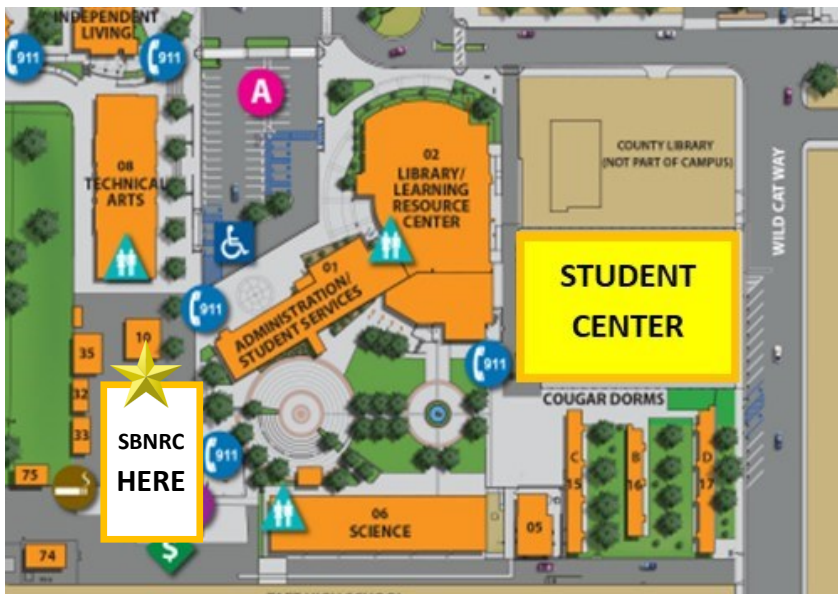 INDEPENDENT
LIVING
911
911
A
08
TECHNICAL
ARTS
02
LIBRARY/
LEARNING
RESOURCE
CENTER
COUNTY LIBRARY
(NOT PART OF CAMPUS)
WILD CAT WAY
01
ADMINISTRATION/
STUDENT SERVICES
STUDENT
CENTER
911
10
35
32
33
911
COUGAR DORMS
SBNRC
HERE
911
75
C
15
B
16
D
17
06
SCIENCE
05
$
74